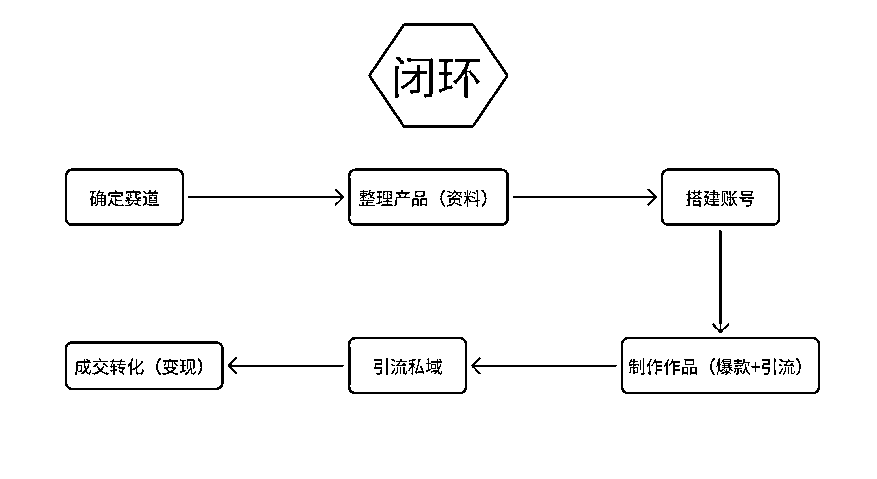 闭环
确定赛道
整理产品（资料）
搭建账号
制作作品（爆款+引流）
引流私域
成交转化（变现）